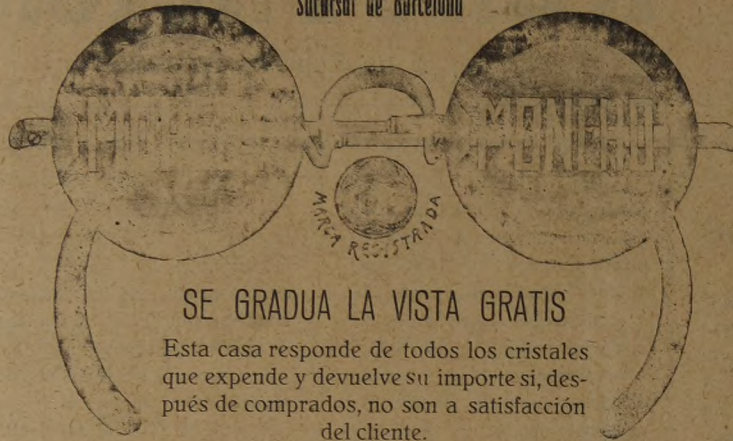 Sucursal de Barcelona
MONERO
MARCA REGISTRADA
SE GRADUA LA VISTA GRATIS
Esta casa responde de todos los cristales
que expende y devuelve su importe si, des-
pués de comprados, no son a satisfacción
del cliente.